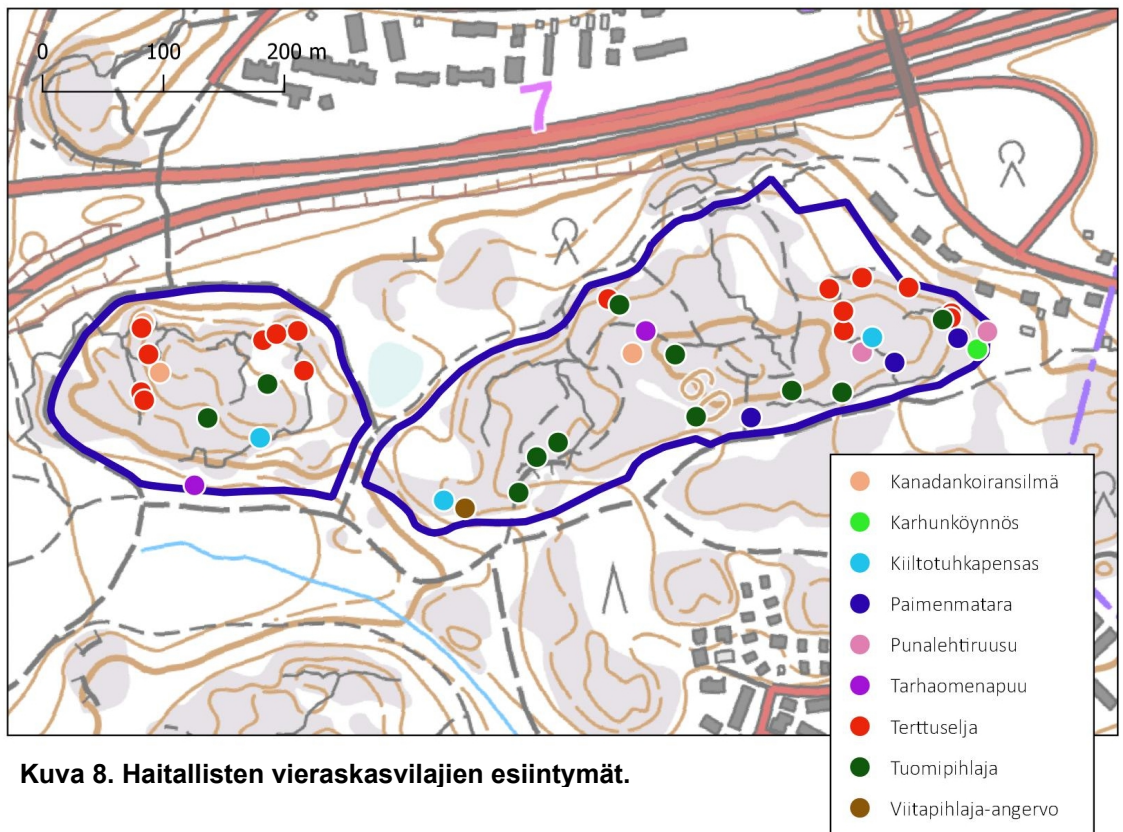 0 100 200 m
7
60
Kanadankoiransilmä
Karhunköynnös
Kiiltotuhkapensas
Paimenmatara
Punalehtiruusu
Tarhaomenapuu
Terttuselja
Tuomipihlaja
Viitapihlaja-angervo
Kuva 8. Haitallisten vieraskasvilajien esiintymät.